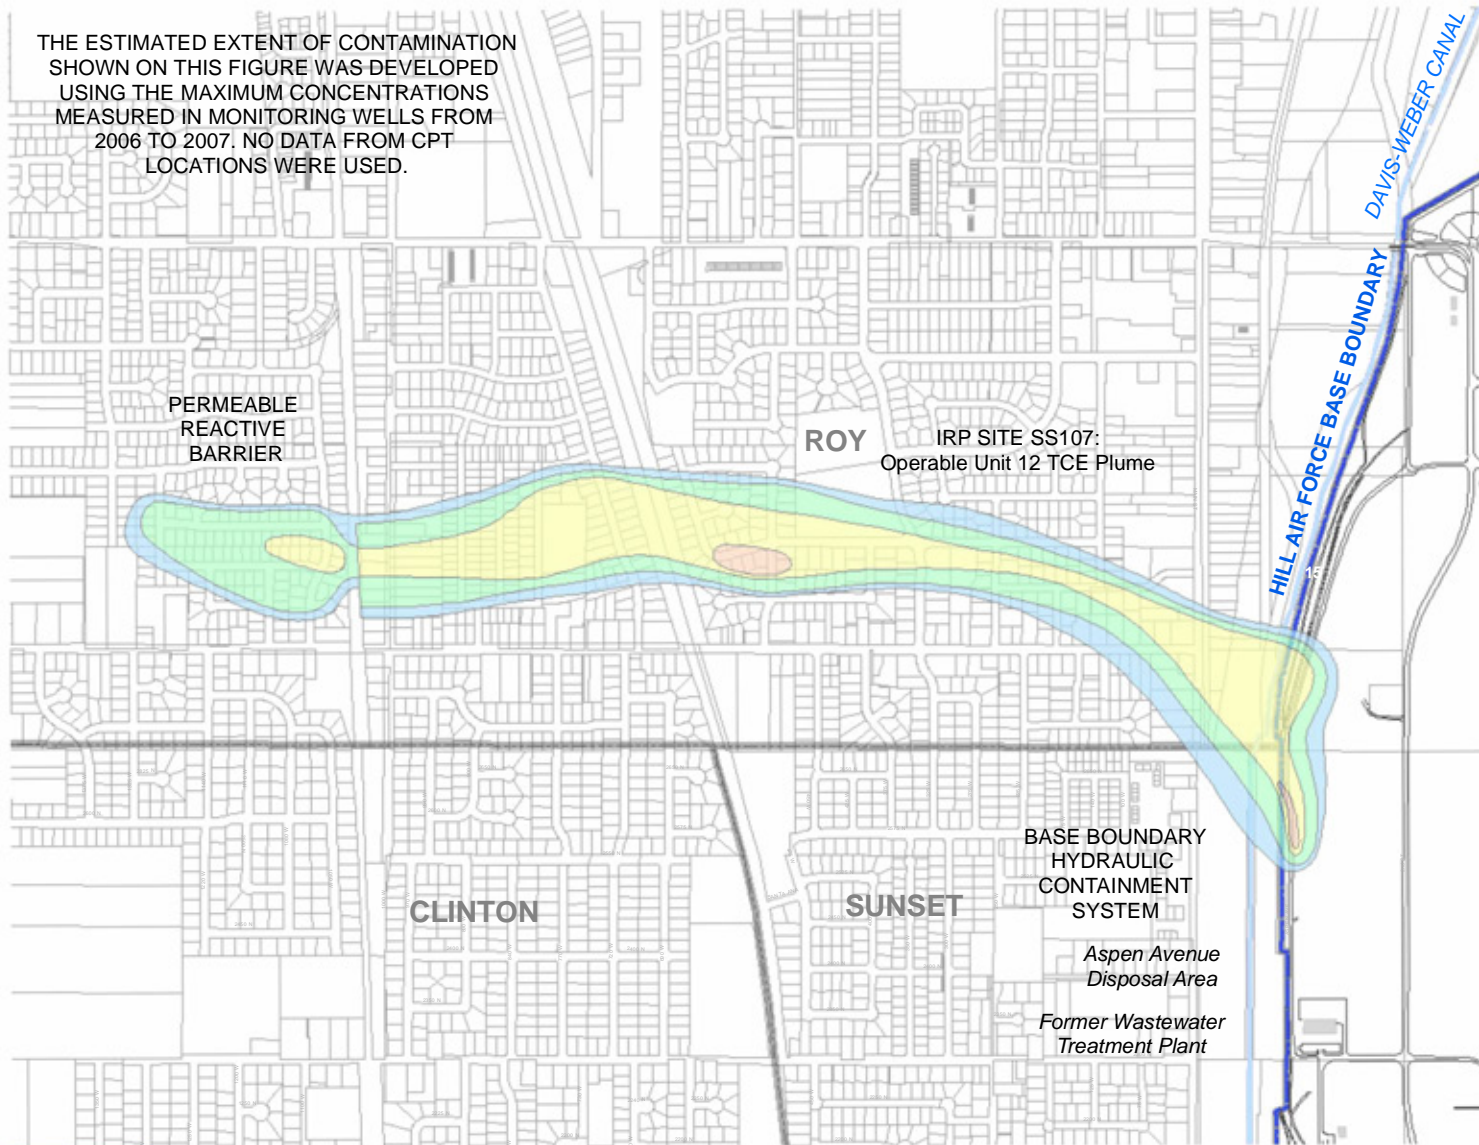 THE ESTIMATED EXTENT OF CONTAMINATION
SHOWN ON THIS FIGURE WAS DEVELOPED
USING THE MAXIMUM CONCENTRATIONS
MEASURED IN MONITORING WELLS FROM
2006 TO 2007. NO DATA FROM CPT
LOCATIONS WERE USED.
DAVIS-WEBER CANAL
HILL AIR FORCE BASE BOUNDARY
PERMEABLE
REACTIVE
BARRIER
ROY
IRP SITE SS107:
Operable Unit 12 TCE Plume
15
BASE BOUNDARY
HYDRAULIC
CONTAINMENT
SYSTEM
CLINTON
SUNSET
Aspen Avenue
Disposal Area
Former Wastewater
Treatment Plant